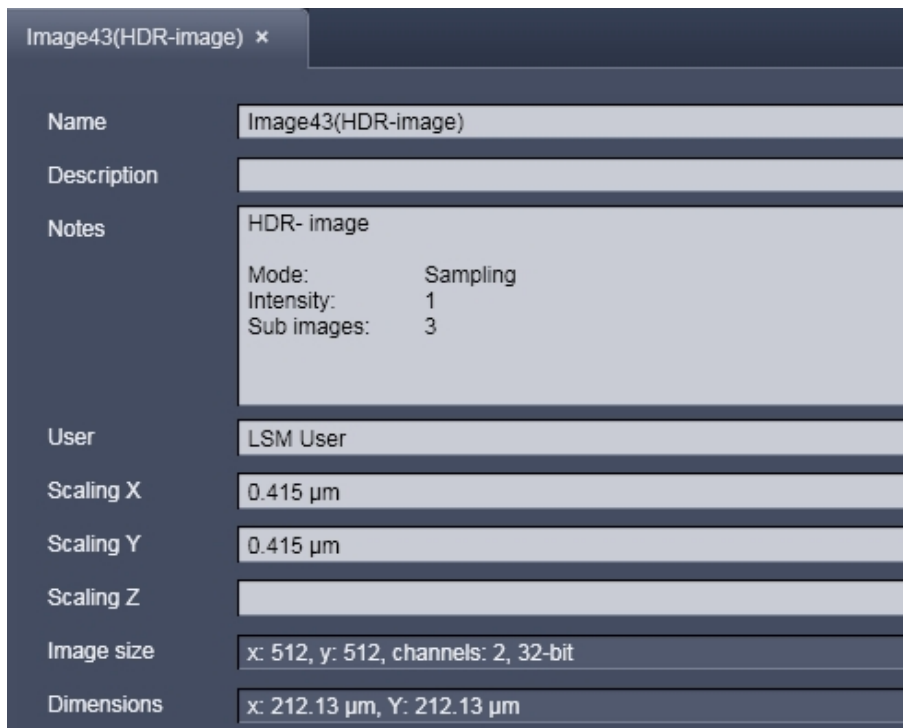 Image43(HDR-image) ×
Name Image43(HDR-image)
Description
Notes HDR- image
Mode: Sampling
Intensity: 1
Sub images: 3
User LSM User
Scaling X 0.415 µm
Scaling Y 0.415 µm
Scaling Z
Image size x: 512, y: 512, channels: 2, 32-bit
Dimensions x: 212.13 µm, Y: 212.13 µm